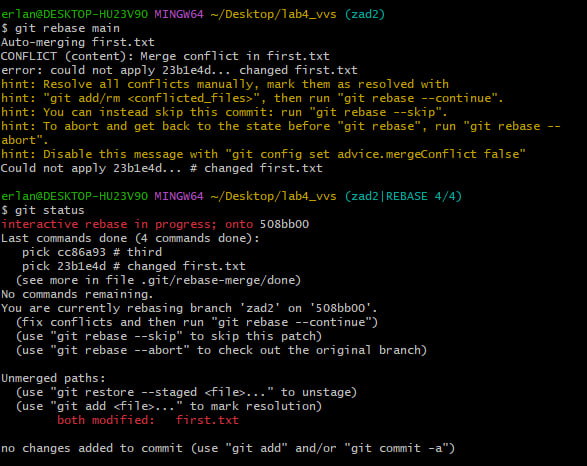 erlan@DESKTOP-HU23V9O MINGW64 ~/Desktop/lab4_vvs (zad2)
$ git rebase main
Auto-merging first.txt
CONFLICT (content): Merge conflict in first.txt
error: could not apply 23b1e4d... changed first.txt
hint: Resolve all conflicts manually, mark them as resolved with
hint: "git add/rm <conflicted_files>", then run "git rebase --continue".
hint: You can instead skip this commit: run "git rebase --skip".
hint: To abort and get back to the state before "git rebase", run "git rebase --
abort".
hint: Disable this message with "git config set advice.mergeConflict false"
Could not apply 23b1e4d... # changed first.txt

erlan@DESKTOP-HU23V9O MINGW64 ~/Desktop/lab4_vvs (zad2|REBASE 4/4)
$ git status
interactive rebase in progress; onto 508bb00
Last commands done (4 commands done):
   pick cc86a93 # third
   pick 23b1e4d # changed first.txt
  (see more in file .git/rebase-merge/done)
No commands remaining.
You are currently rebasing branch 'zad2' on '508bb00'.
  (fix conflicts and then run "git rebase --continue")
  (use "git rebase --skip" to skip this patch)
  (use "git rebase --abort" to check out the original branch)

Unmerged paths:
  (use "git restore --staged <file>..." to unstage)
  (use "git add <file>..." to mark resolution)
        both modified:   first.txt

no changes added to commit (use "git add" and/or "git commit -a")